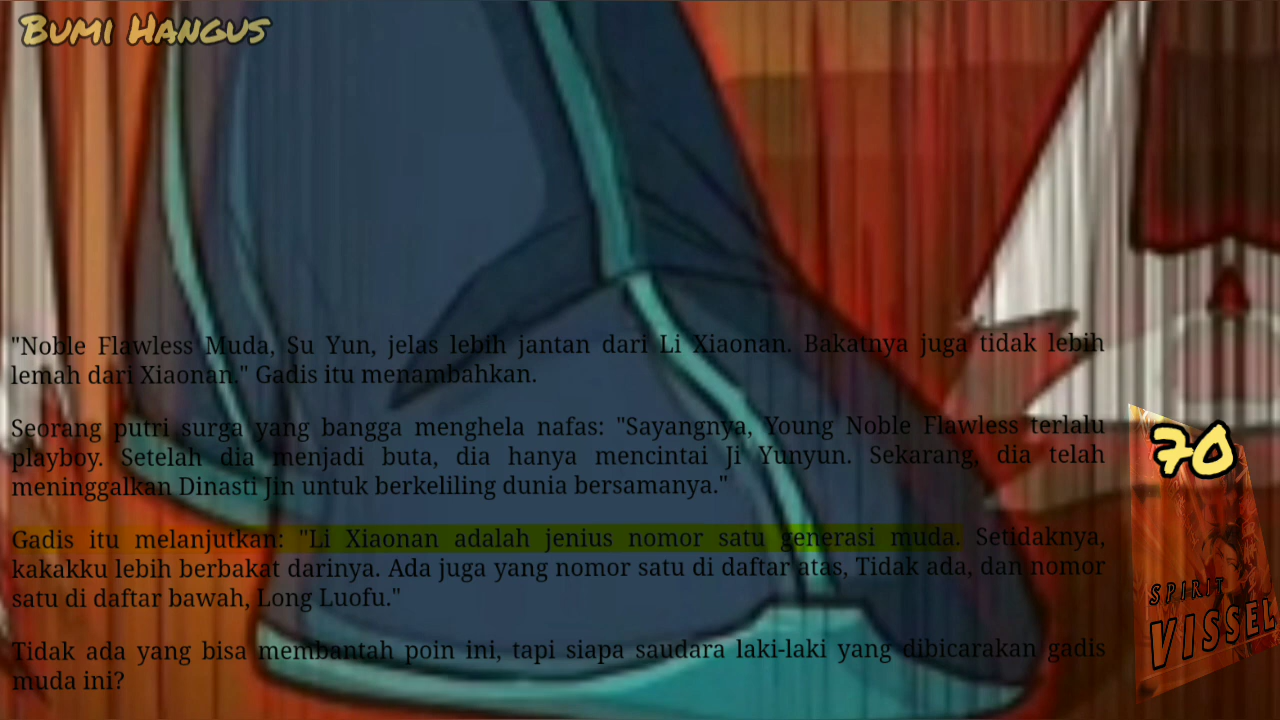 Bumi Hangus
"Noble Flawless Muda, Su Yun, jelas lebih jantan dari Li Xiaonan. Bakatnya juga tidak lebih
lemah dari Xiaonan." Gadis itu menambahkan.
Seorang putri surga yang bangga menghela nafas: "Sayangnya, Young Noble Flawless terlalu
playboy. Setelah dia menjadi buta, dia hanya mencintai Ji Yunyun. Sekarang, dia telah
meninggalkan Dinasti Jin untuk berkeliling dunia bersamanya."
Gadis itu melanjutkan: "Li Xiaonan adalah jenius nomor satu generasi muda. Setidaknya,
kakakku lebih berbakat darinya. Ada juga yang nomor satu di daftar atas, Tidak ada, dan nomor
satu di daftar bawah, Long Luofu."
Tidak ada yang bisa membantah poin ini, tapi siapa saudara laki-laki yang dibicarakan gadis
muda ini?
70
SPIRIT
VISSEL